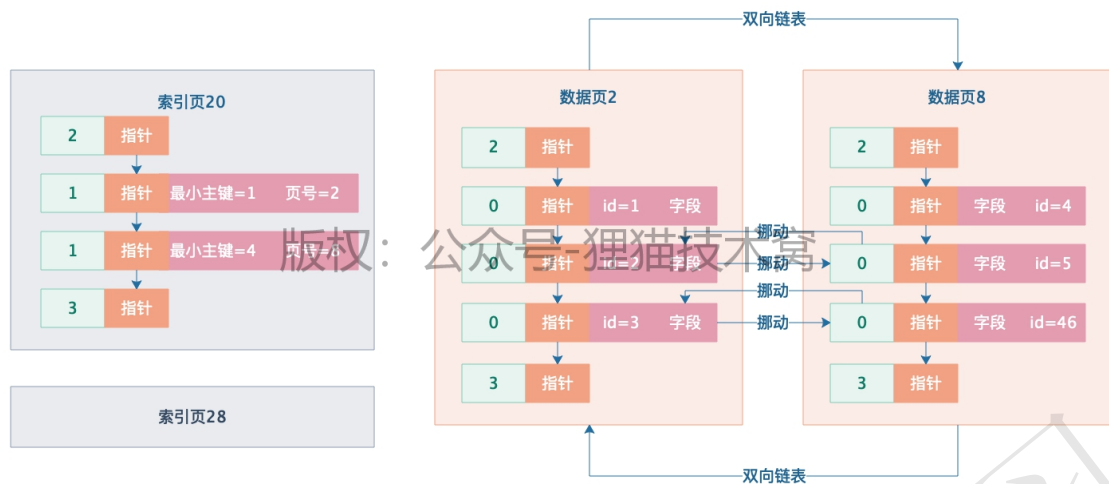 双向链表
索引页20
2 指针
1 指针 最小主键=1 页号=2
1 指针 最小主键=4 页号=8
3 指针
索引页28
数据页2
2 指针
0 指针 id=1 字段
0 指针 id=2 字段
0 指针 id=3 字段
3 指针
挪动
挪动
挪动
挪动
数据页8
2 指针
0 指针 字段 id=4
0 指针 字段 id=5
0 指针 字段 id=46
3 指针
双向链表
版权：公众号-狸猫技术窝